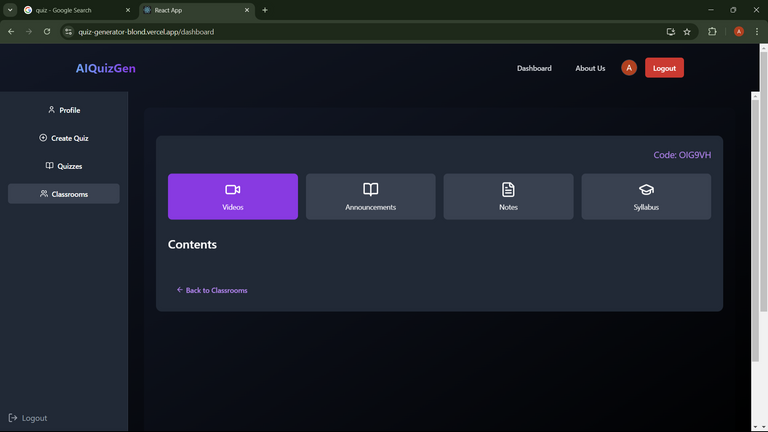 quiz - Google Search
React App
quiz-generator-blond.vercel.app/dashboard
A
AIQuizGen
Dashboard
About Us
A
Logout
Profile
Create Quiz
Quizzes
Classrooms
Code: OIG9VH
Videos
Announcements
Notes
Syllabus
Contents
Back to Classrooms
Logout